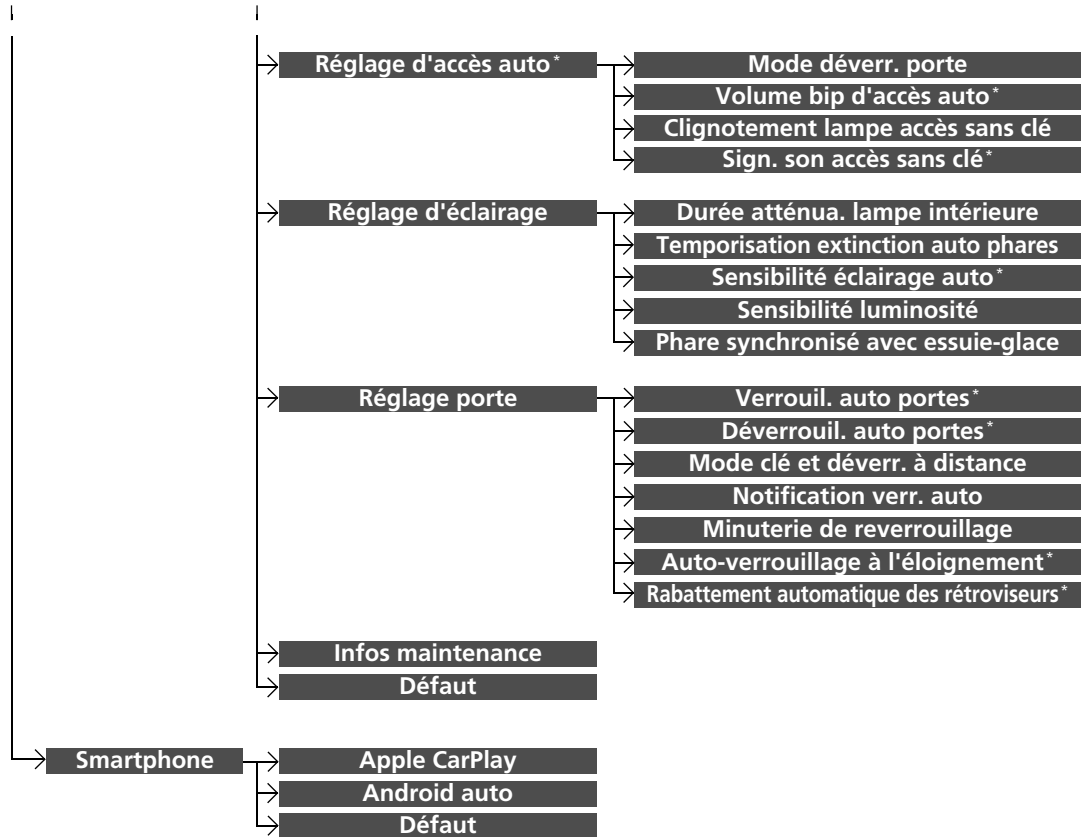 Réglage d'accès auto*
Mode déverr. porte
Volume bip d'accès auto*
Clignotement lampe accès sans clé
Sign. son accès sans clé*
Réglage d'éclairage
Durée atténua. lampe intérieure
Temporisation extinction auto phares
Sensibilité éclairage auto*
Sensibilité luminosité
Phare synchronisé avec essuie-glace
Réglage porte
Verrouil. auto portes*
Déverrouil. auto portes*
Mode clé et déverr. à distance
Notification verr. auto
Minuterie de reverrouillage
Auto-verrouillage à l'éloignement*
Rabattement automatique des rétroviseurs*
Infos maintenance
Défaut
Smartphone
Apple CarPlay
Android auto
Défaut